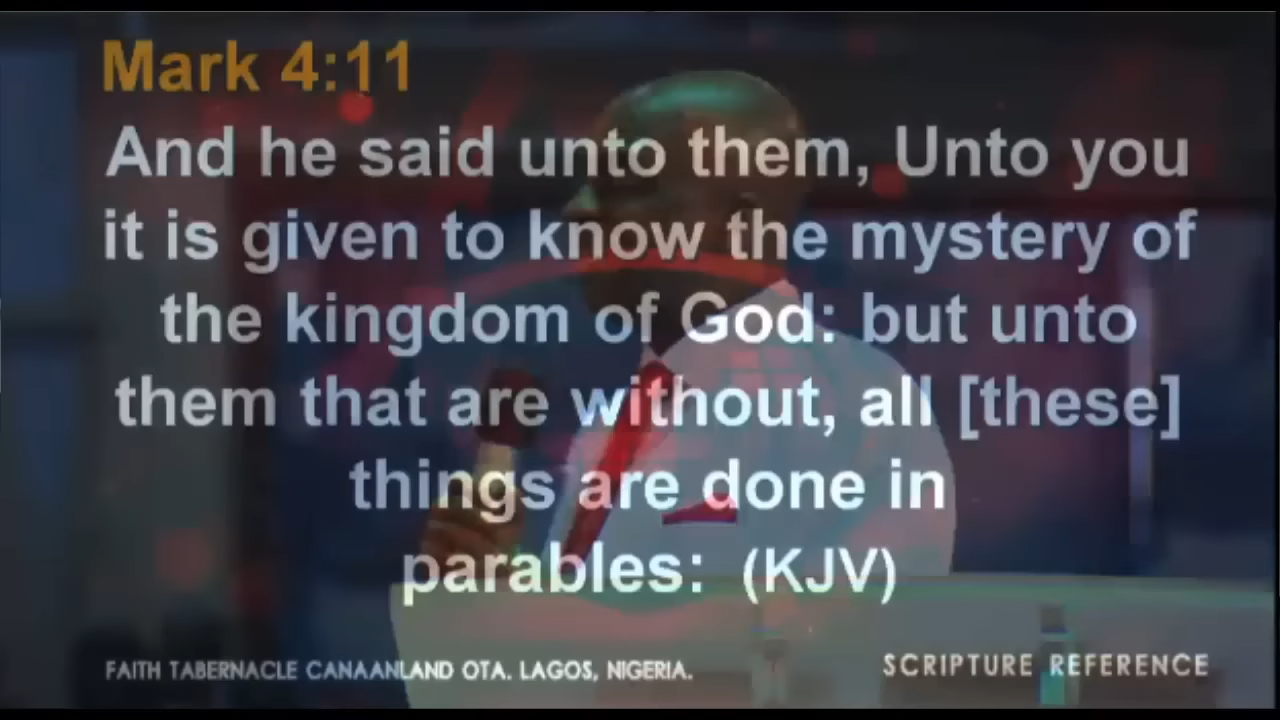 Mark 4:11
And he said unto them, Unto you
it is given to know the mystery of
the kingdom of God: but unto
them that are without, all [these]
things are done in
parables: (KJV)
FAITH TABERNACLE CANAANLAND OTA. LAGOS, NIGERIA.
SCRIPTURE REFERENCE